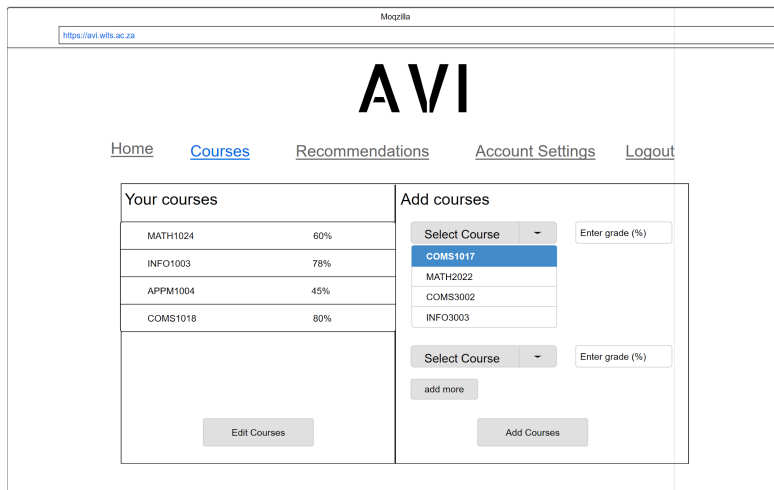 Moqzilla
https://avi.wits.ac.za
AVI
Home Courses Recommendations Account Settings Logout
Your courses
MATH1024 60%
INFO1003 78%
APPM1004 45%
COMS1018 80%
Edit Courses
Add courses
Select Course Enter grade (%)
COMS1017
MATH2022
COMS3002
INFO3003
Select Course Enter grade (%)
add more
Add Courses